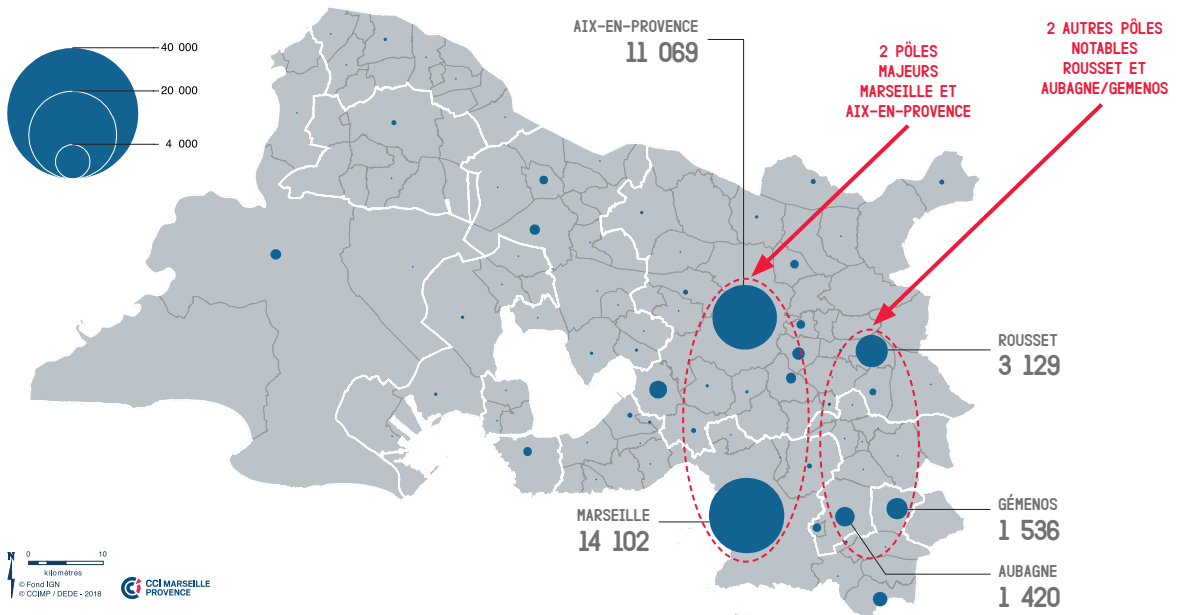 40 000
20 000
4 000
AIX-EN-PROVENCE
11 069
2 PÔLES
MAJEURS
MARSEILLE ET
AIX-EN-PROVENCE
2 AUTRES PÔLES
NOTABLES
ROUSSET ET
AUBAGNE/GEMENOS
ROUSSET
3 129
MARSEILLE
14 102
GÉMENOS
1 536
AUBAGNE
1 420
N
0 10
kilomètres
© Fond IGN
© CCIMP / DEDE - 2018
CCI MARSEILLE
PROVENCE